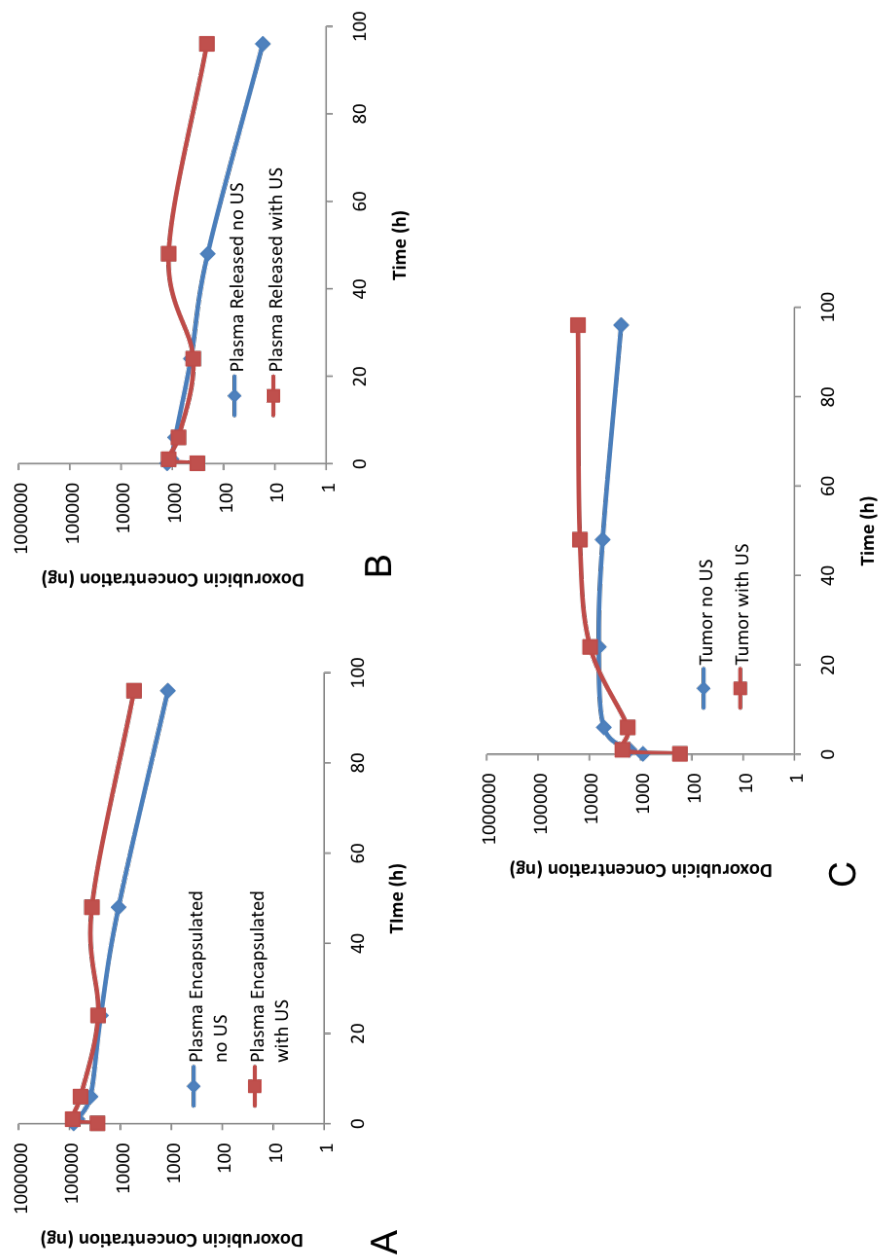 1000000
100000
10000
1000
100
10
1
0
20
40
60
80
100
Doxorubicin Concentration (ng)
TIme (h)
Plasma Encapsulated
no US
Plasma Encapsulated
with US
A
1000000
100000
10000
1000
100
10
1
0
20
40
60
80
100
Doxorubicin Concentration (ng)
Time (h)
Plasma Released no US
Plasma Released with US
B
1000000
100000
10000
1000
100
10
1
0
20
40
60
80
100
Doxorubicin Concentration (ng)
Time (h)
Tumor no US
Tumor with US
C